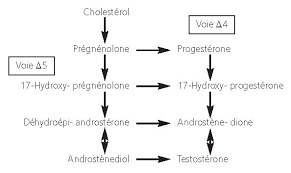 Cholestérol
Voie Δ4
Prégnénolone Progestérone
Voie Δ5
17-Hydroxy- prégnénolone 17-Hydroxy- progestérone
Déhydroépi- androstérone Androstène- dione
Androstènediol Testostérone